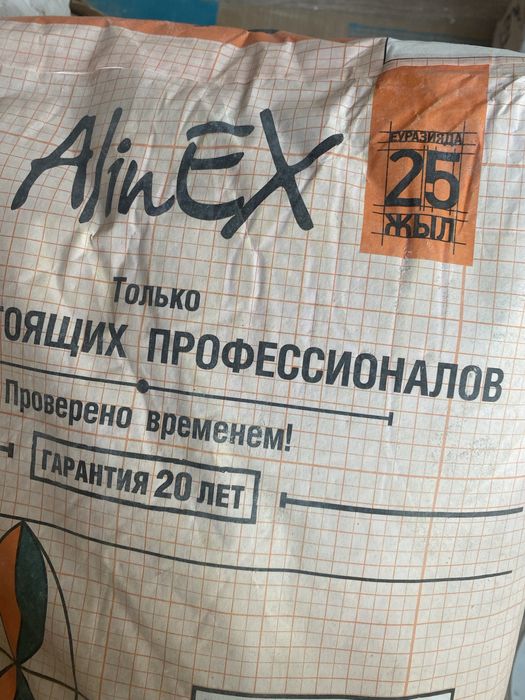 AlinEX
ЕУРАЗИЯДА
25
ЖЫЛ
Только
ТОЯЩИХ ПРОФЕССИОНАЛОВ
Проверено временем!
ГАРАНТИЯ 20 ЛЕТ